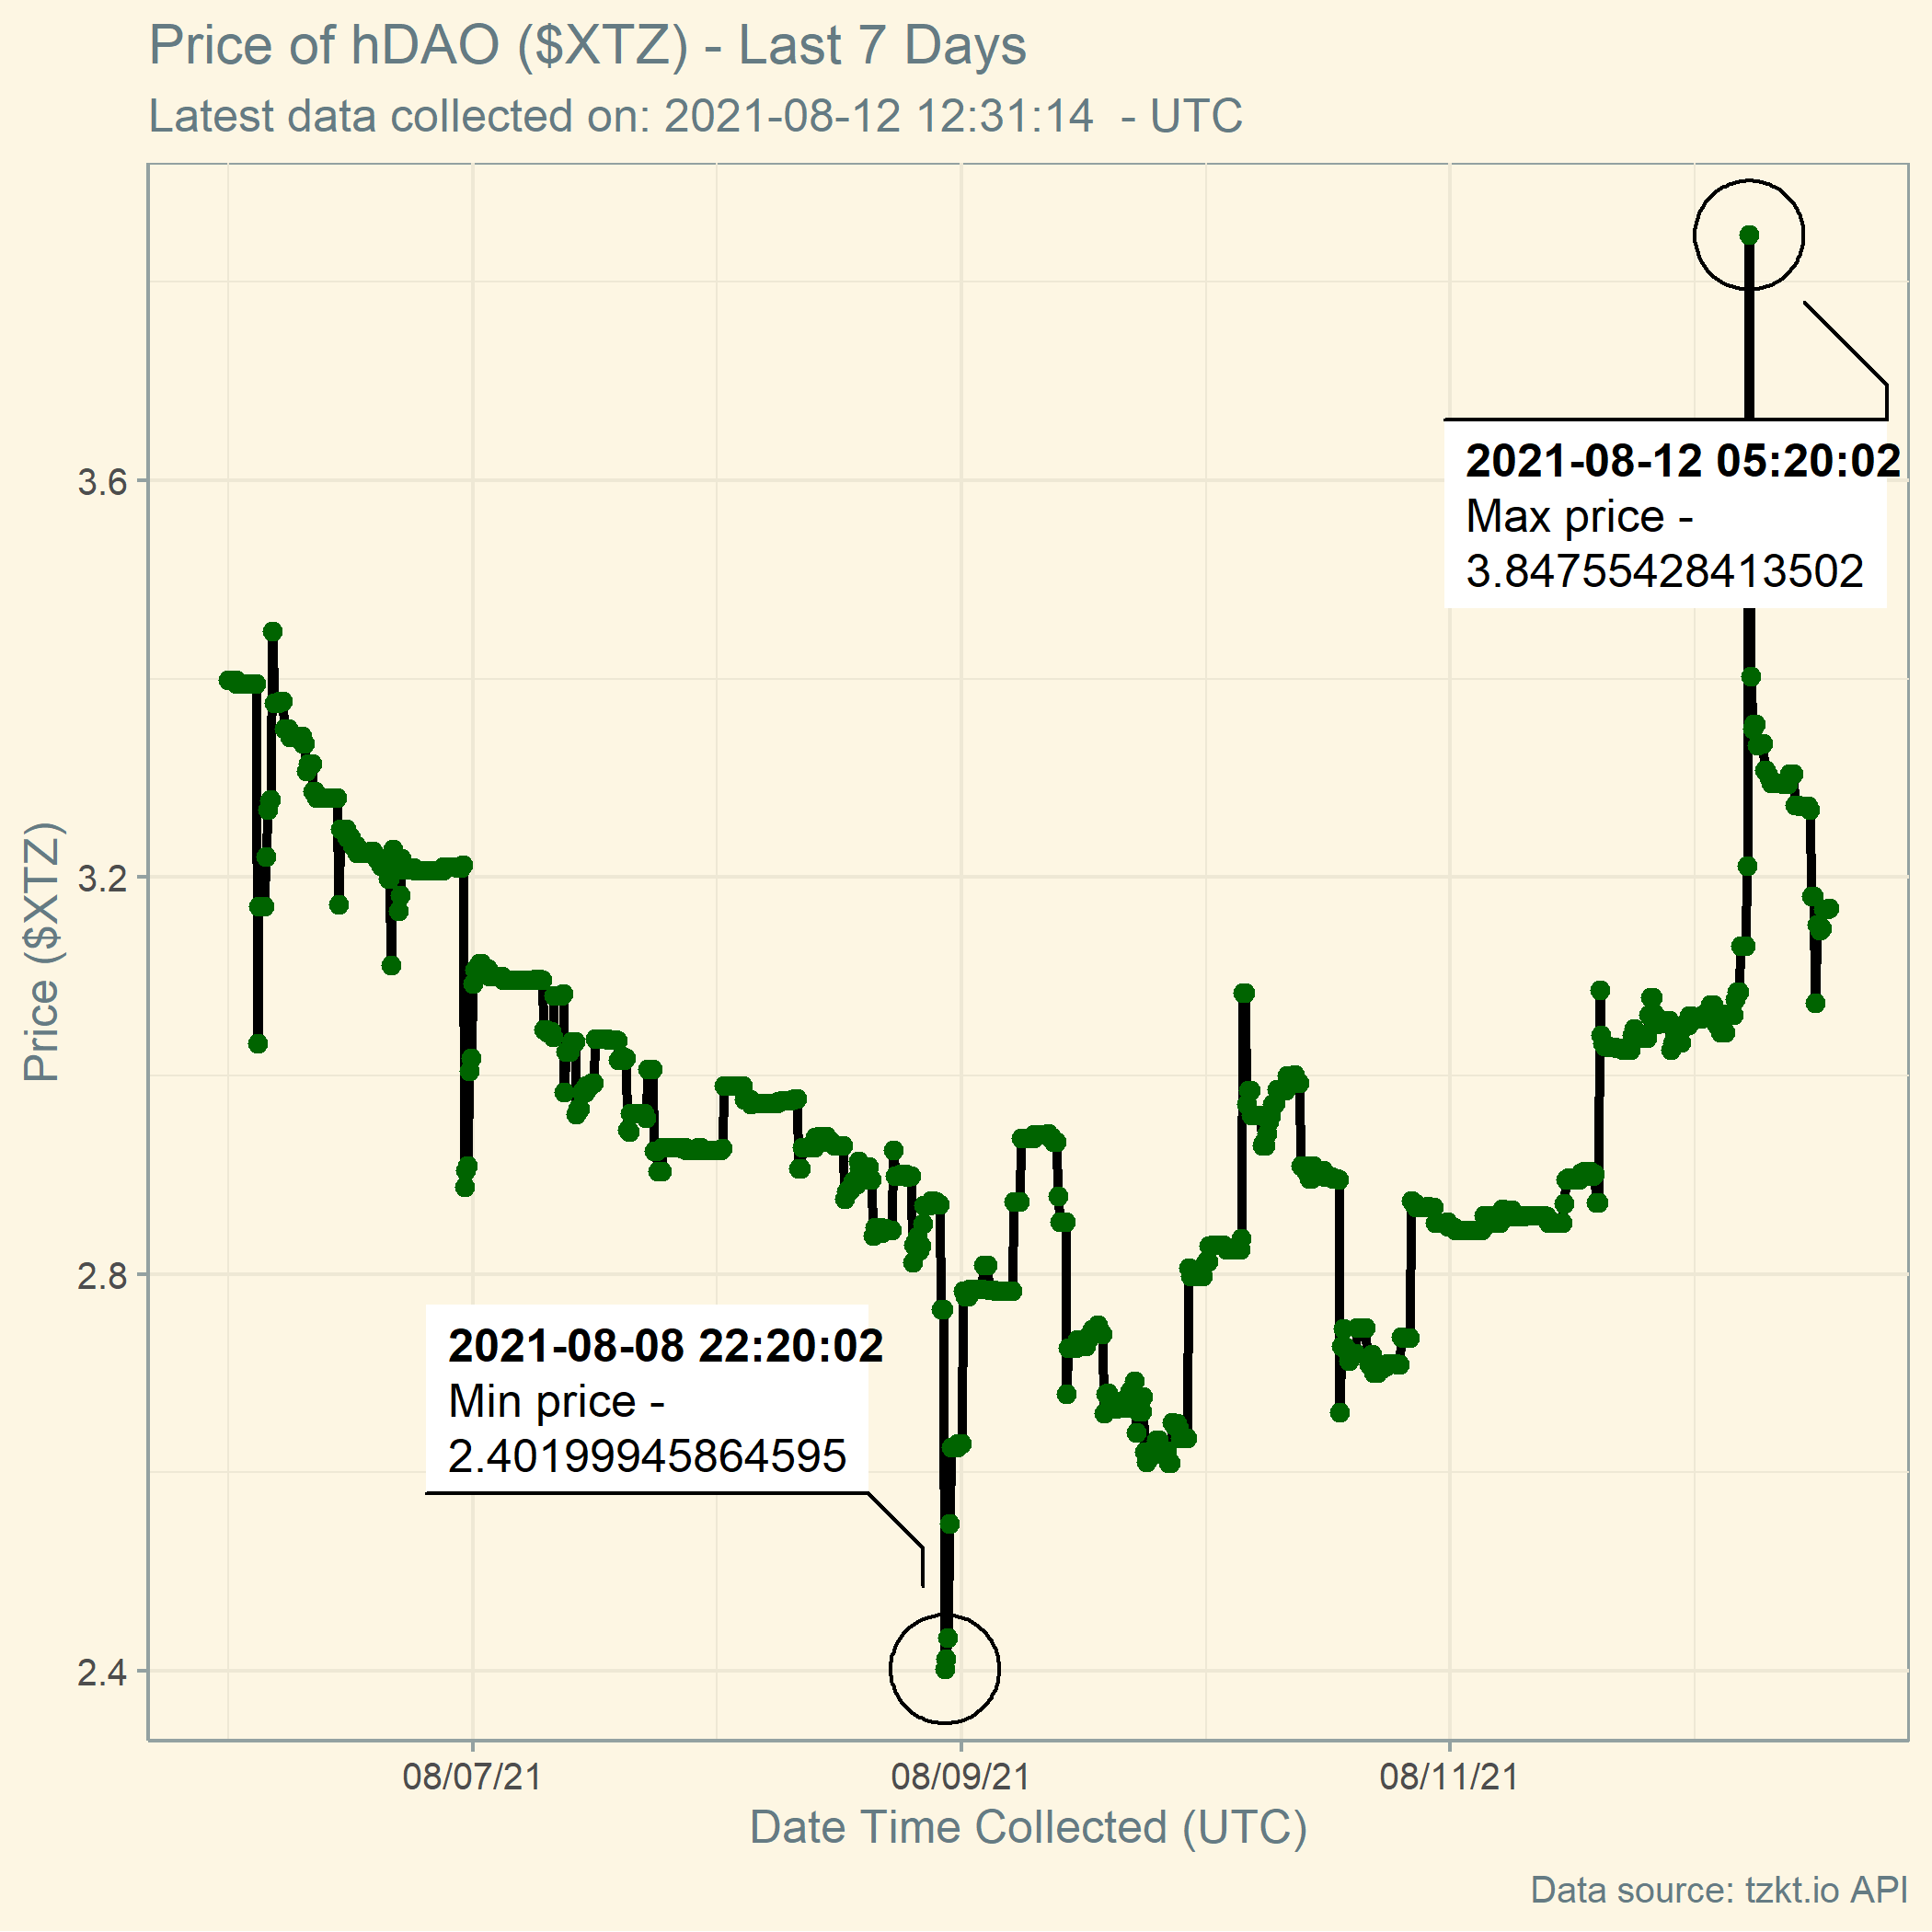 Price of hDAO ($XTZ) - Last 7 Days
Latest data collected on: 2021-08-12 12:31:14  - UTC
2021-08-12 05:20:02
Max price -
3.84755428413502
3.6
3.2
2.8
2.4
Price ($XTZ)
2021-08-08 22:20:02
Min price -
2.40199945864595
08/07/21
08/09/21
08/11/21
Date Time Collected (UTC)
Data source: tzkt.io API